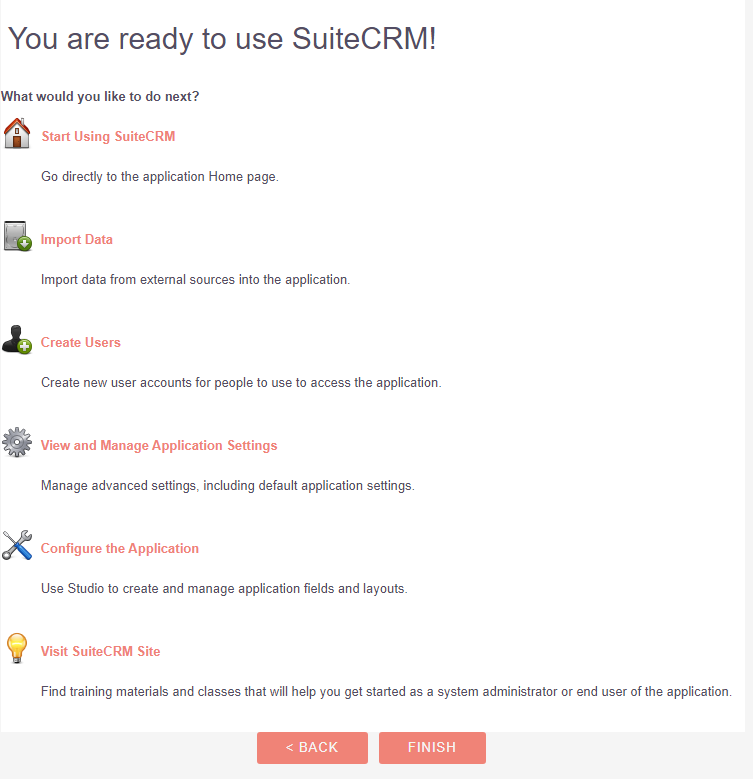 You are ready to use SuiteCRM!
What would you like to do next?
Start Using SuiteCRM
Go directly to the application Home page.
Import Data
Import data from external sources into the application.
Create Users
Create new user accounts for people to use to access the application.
View and Manage Application Settings
Manage advanced settings, including default application settings.
Configure the Application
Use Studio to create and manage application fields and layouts.
Visit SuiteCRM Site
Find training materials and classes that will help you get started as a system administrator or end user of the application.
< BACK FINISH